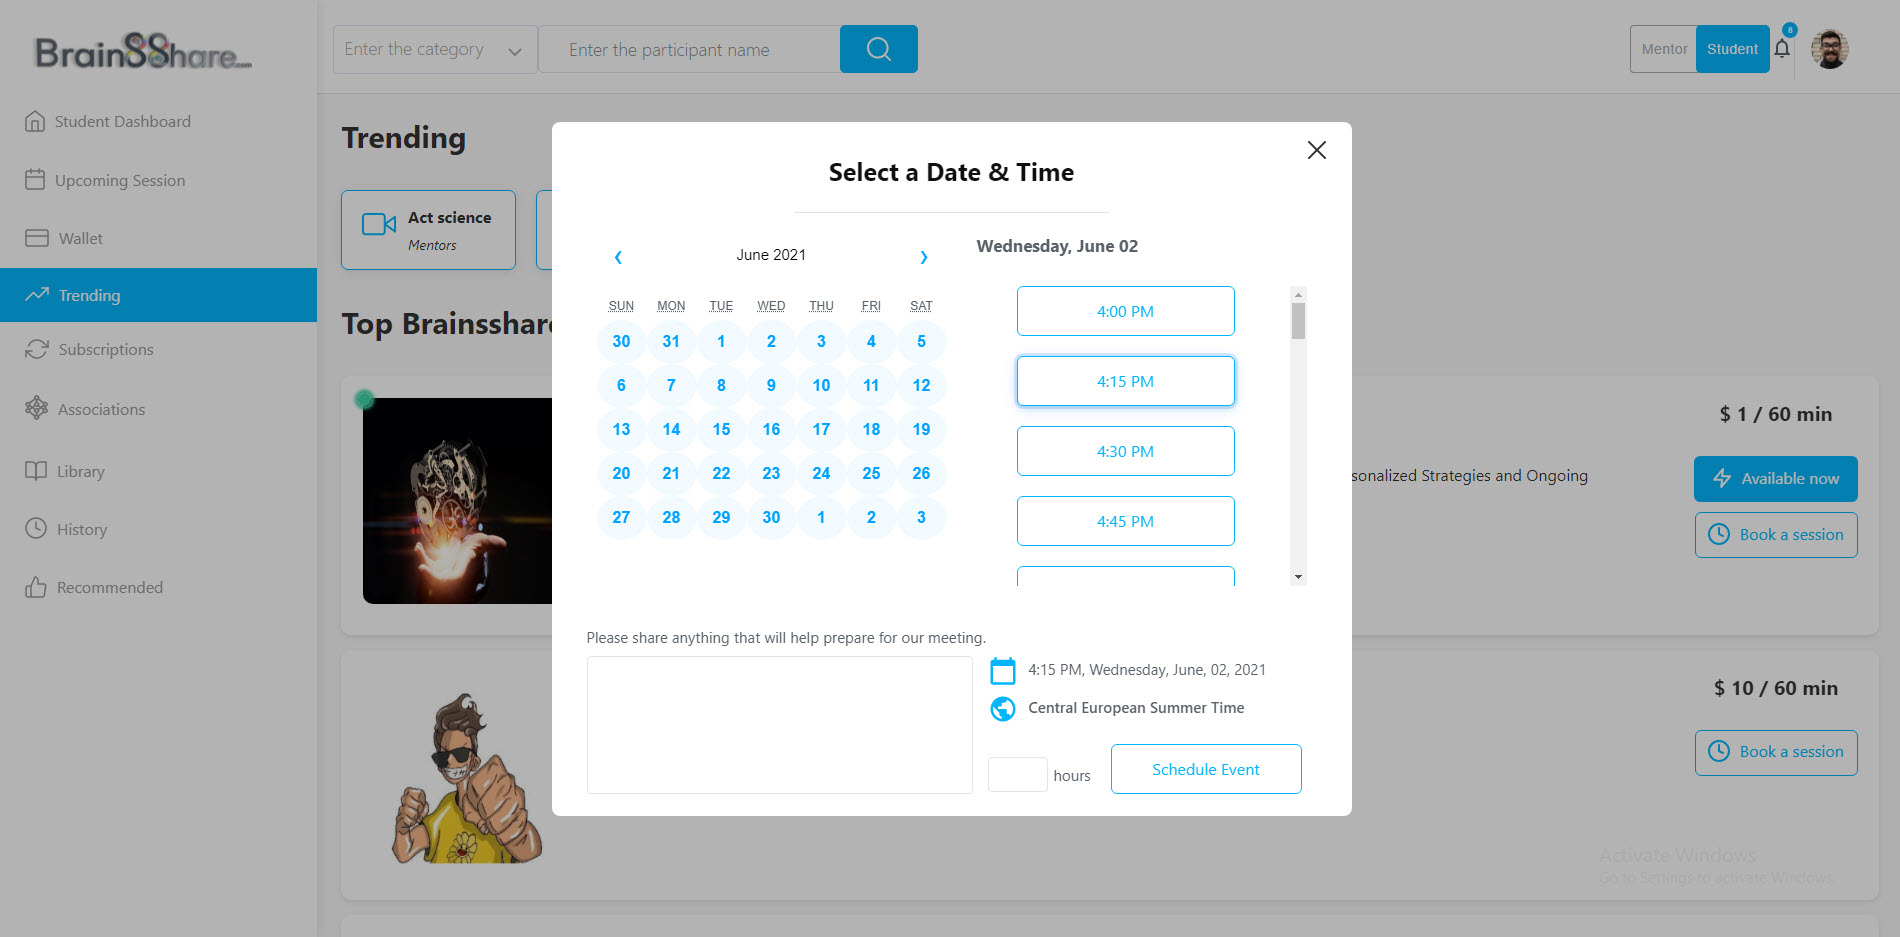 Brain88hare.com
Enter the category
Enter the participant name
Mentor
Student
8
Student Dashboard
Upcoming Session
Wallet
Trending
Subscriptions
Associations
Library
History
Recommended
Trending
Act science
Mentors
Top Brainsshare
$ 1 / 60 min
sonalized Strategies and Ongoing
Available now
Book a session
$ 10 / 60 min
Book a session
Select a Date & Time
June 2021
SUN MON TUE WED THU FRI SAT
30 31 1 2 3 4 5
6 7 8 9 10 11 12
13 14 15 16 17 18 19
20 21 22 23 24 25 26
27 28 29 30 1 2 3
Wednesday, June 02
4:00 PM
4:15 PM
4:30 PM
4:45 PM
Please share anything that will help prepare for our meeting.
4:15 PM, Wednesday, June, 02, 2021
Central European Summer Time
hours
Schedule Event
Activate Windows
Go to Settings to activate Windows.